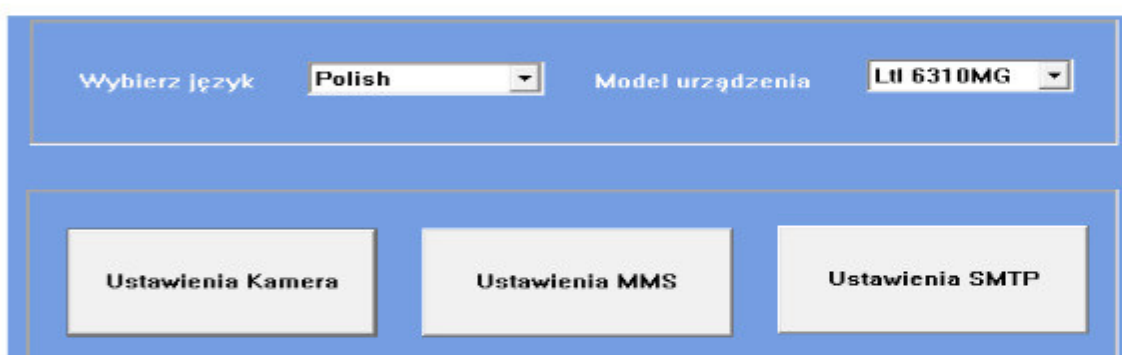 Wybierz język Polish Model urządzenia Ltl 6310MG
Ustawienia Kamera Ustawienia MMS Ustawienia SMTP